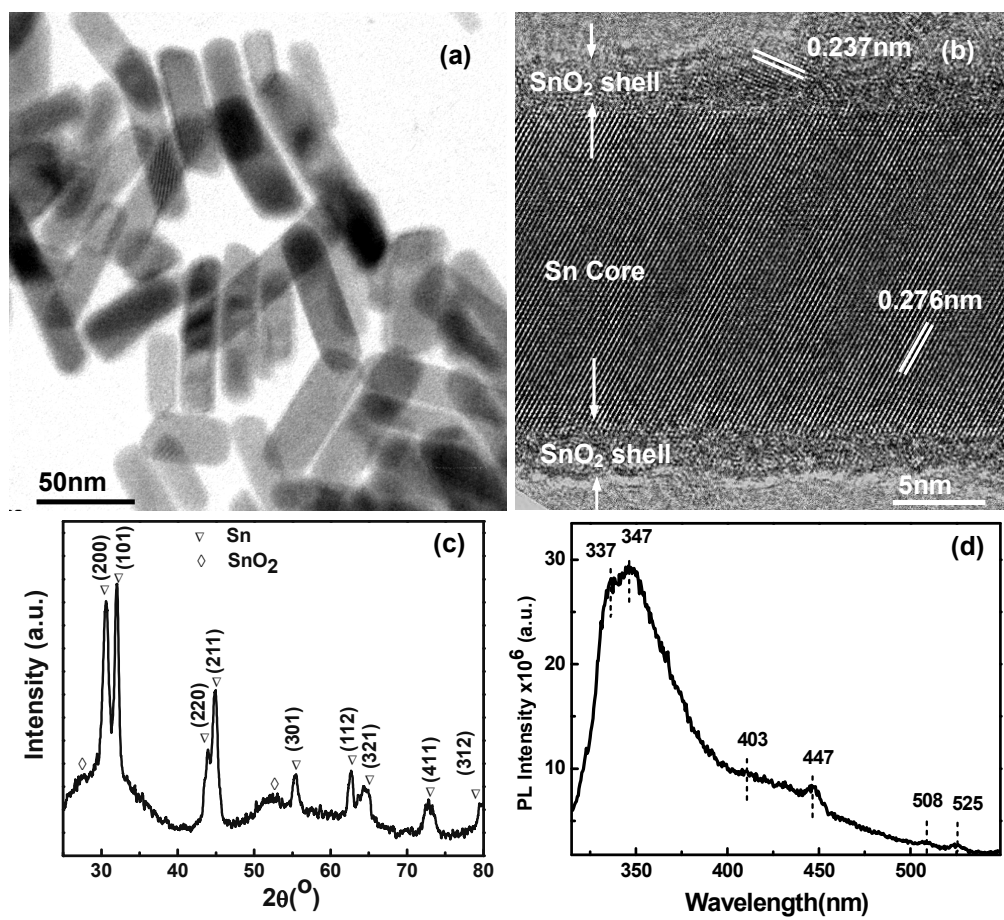 (a)
50nm
0.237nm
(b)
SnO2 shell
Sn Core
0.276nm
SnO2 shell
5nm
(c)
▽ Sn
◇ SnO2
(200)
(101)
(220)
(211)
(301)
(112)
(321)
(411)
(312)
Intensity (a.u.)
30 40 50 60 70 80
2θ(O)
(d)
337
347
403
447
508
525
30
20
10
PL Intensity x10^6 (a.u.)
350 400 450 500
Wavelength(nm)